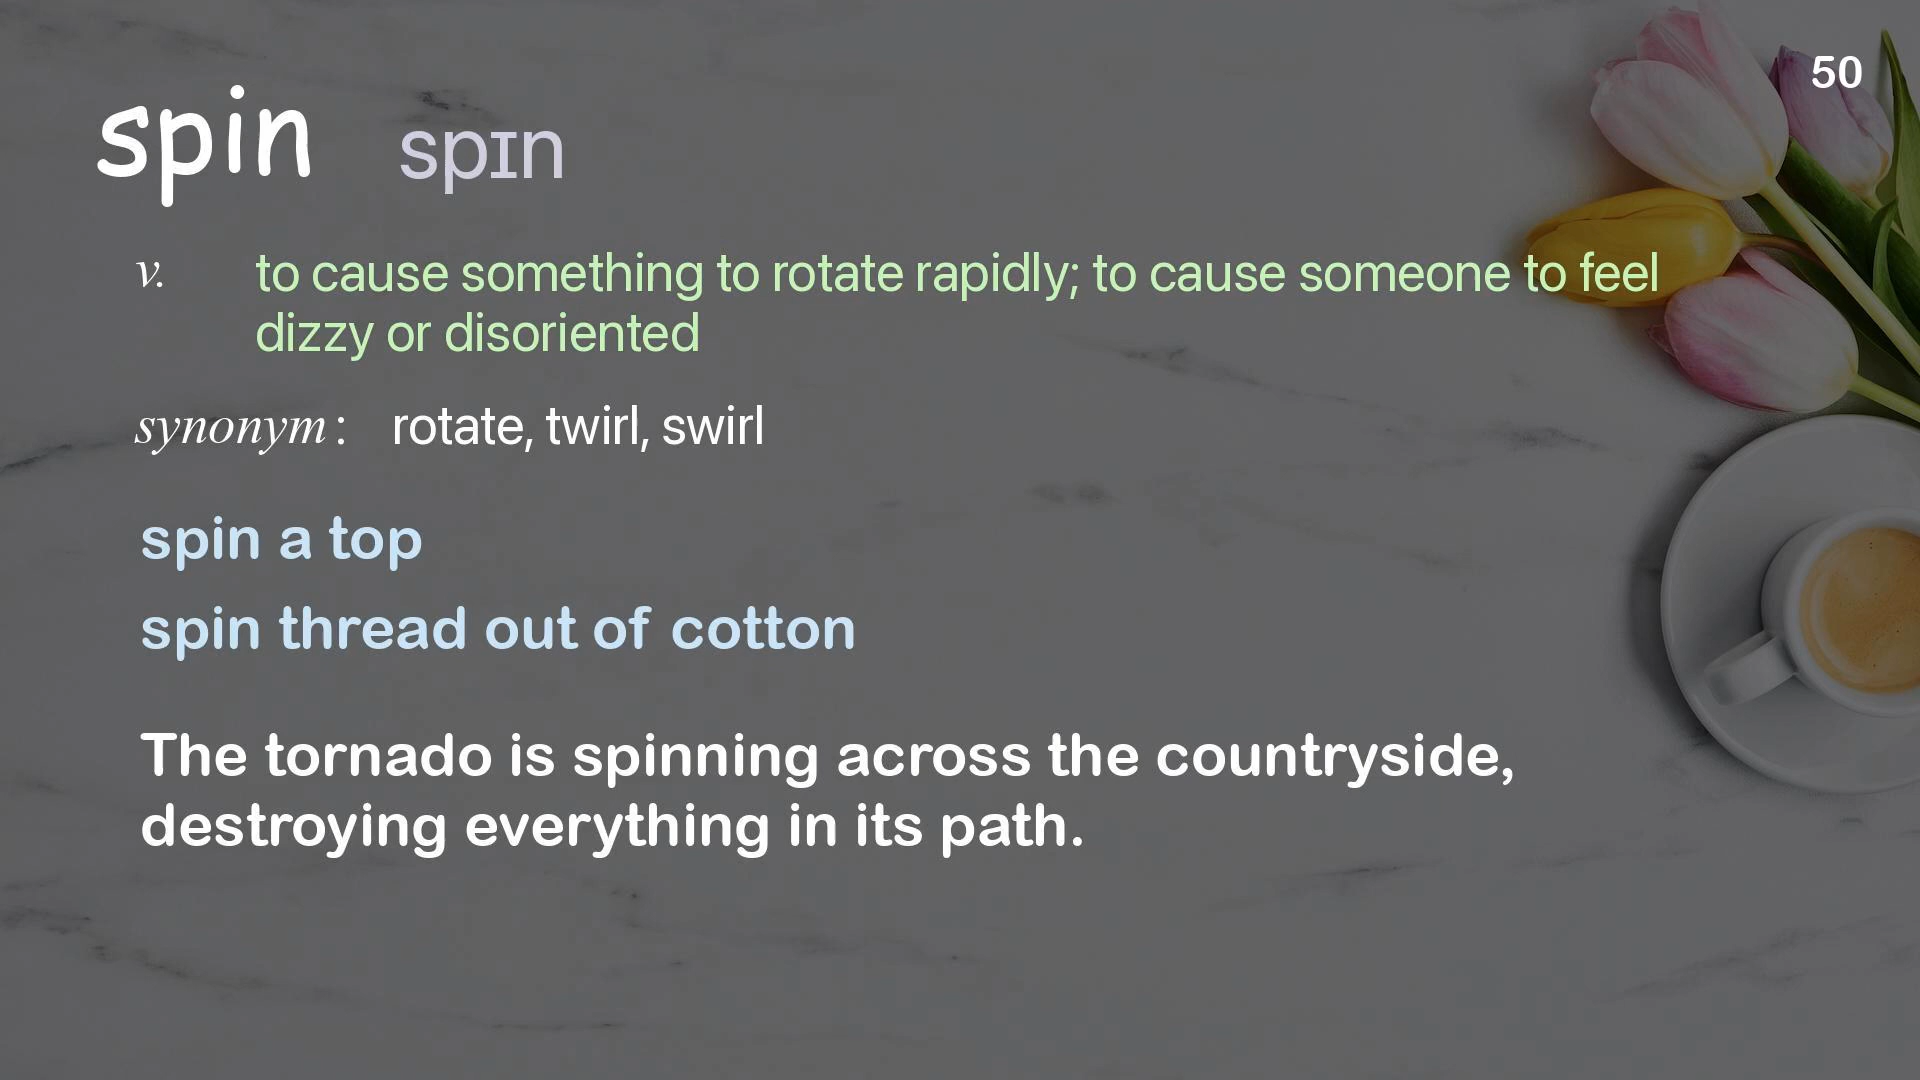 50
spin spɪn
v. to cause something to rotate rapidly; to cause someone to feel
dizzy or disoriented
synonym: rotate, twirl, swirl
spin a top
spin thread out of cotton
The tornado is spinning across the countryside,
destroying everything in its path.